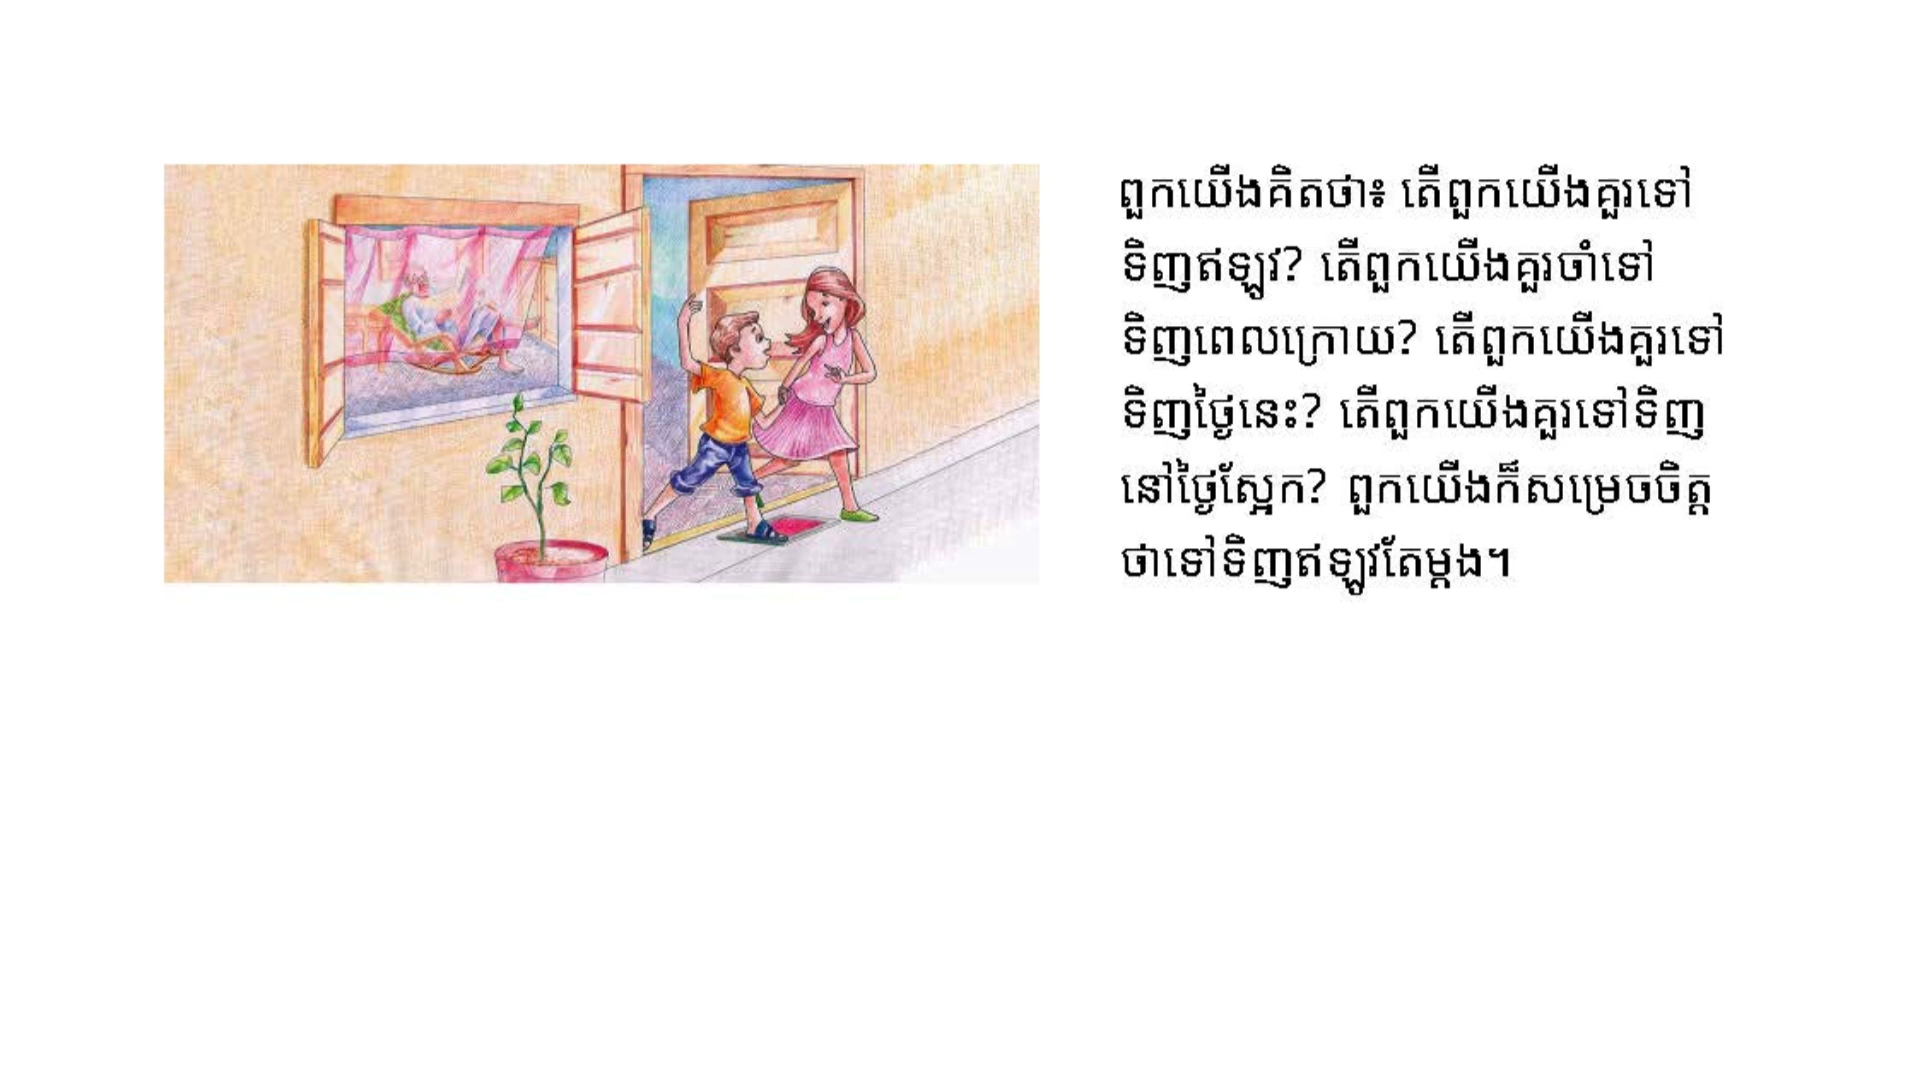 ពួកយើងគិតថា៖ តើពួកយើងគួរទៅ
ទិញឥឡូវ? តើពួកយើងគួរចាំទៅ
ទិញពេលក្រោយ? តើពួកយើងគួរទៅ
ទិញថ្ងៃនេះ? តើពួកយើងគួរទៅទិញ
នៅថ្ងៃស្អែក? ពួកយើងក៏សម្រេចចិត្ត
ថាទៅទិញឥឡូវតែម្តង។